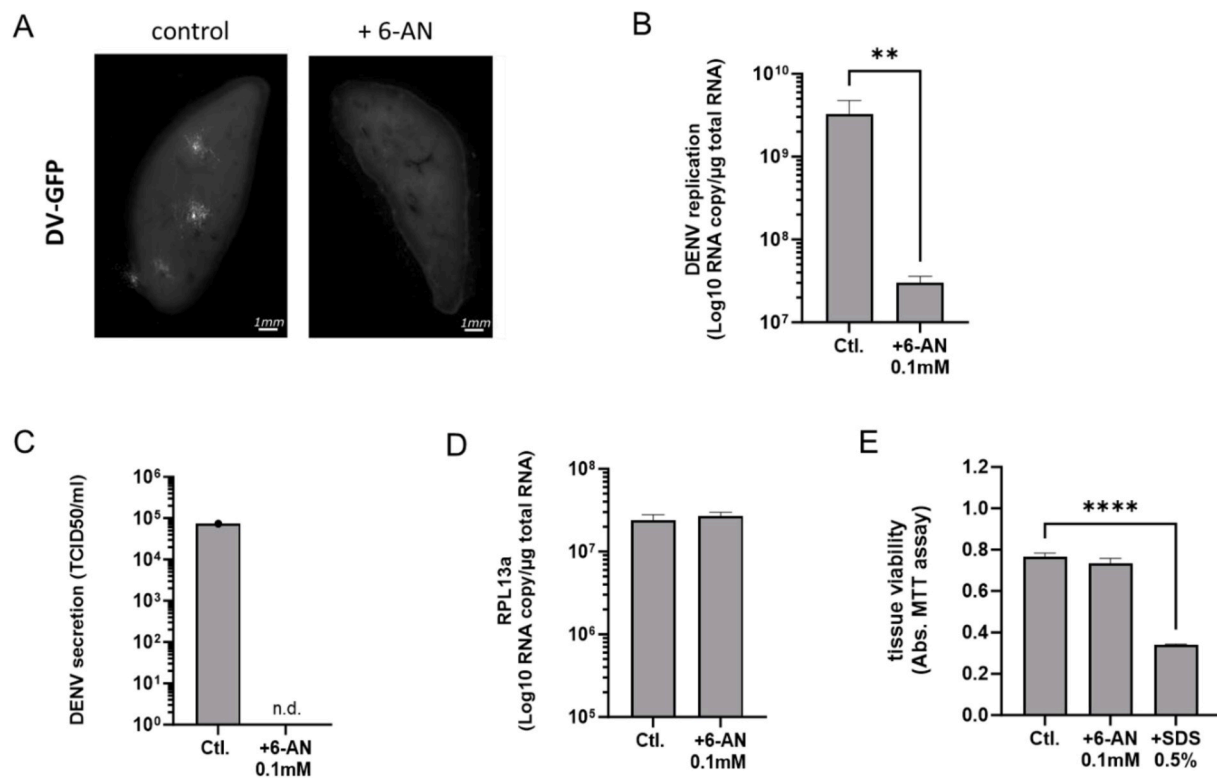 A
control
+ 6-AN
DV-GFP
1mm
1mm
B
DENV replication
(Log10 RNA copy/µg total RNA)
10¹⁰
10⁹
10⁸
10⁷
**
Ctl.
+6-AN
0.1mM
C
DENV secretion (TCID50/ml)
10⁶
10⁵
10⁴
10³
10²
10¹
10⁰
n.d.
Ctl.
+6-AN
0.1mM
D
RPL13a
(Log10 RNA copy/µg total RNA)
10⁸
10⁷
10⁶
10⁵
Ctl.
+6-AN
0.1mM
E
tissue viability
(Abs. MTT assay)
1.2
1.0
0.8
0.6
0.4
0.2
0.0
****
Ctl.
+6-AN
0.1mM
+SDS
0.5%